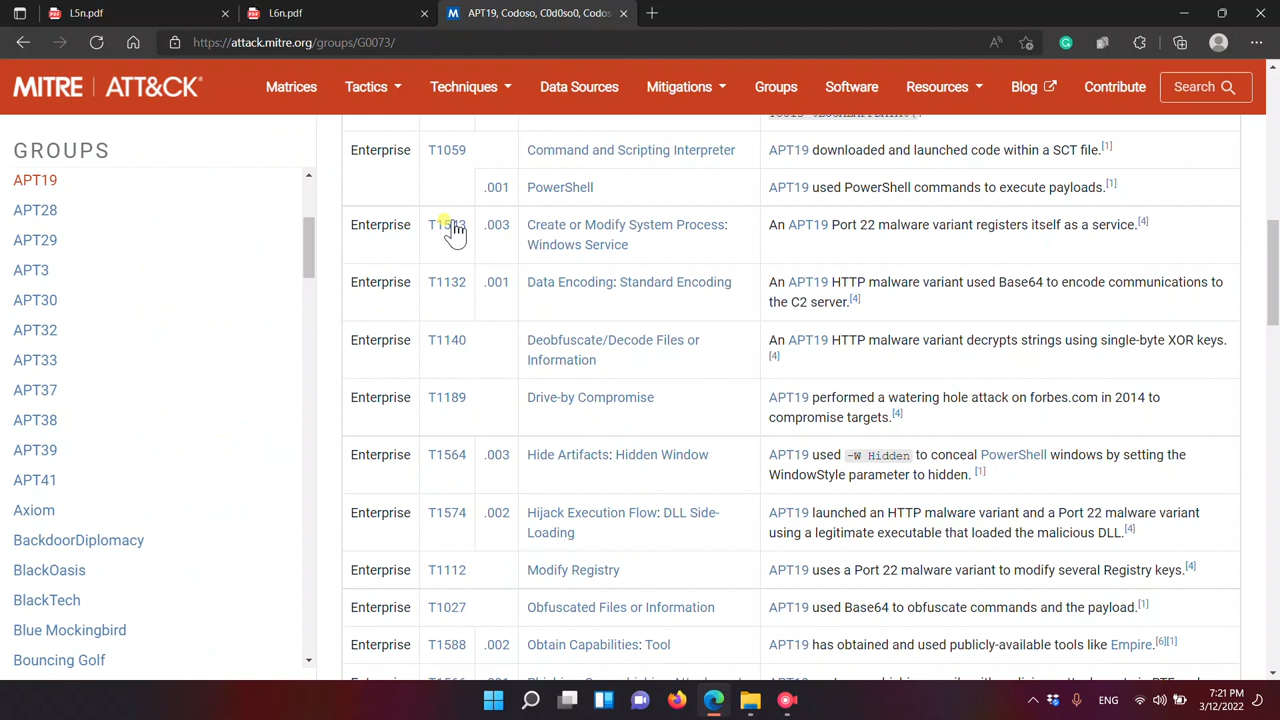 L5n.pdf
L6n.pdf
APT19, Codoso, C0d0so0, Codos
https://attack.mitre.org/groups/G0073/
MITRE | ATT&CK®
Matrices
Tactics
Techniques
Data Sources
Mitigations
Groups
Software
Resources
Blog
Contribute
Search
GROUPS
APT19
APT28
APT29
APT3
APT30
APT32
APT33
APT37
APT38
APT39
APT41
Axiom
BackdoorDiplomacy
BlackOasis
BlackTech
Blue Mockingbird
Bouncing Golf
Enterprise T1059 Command and Scripting Interpreter APT19 downloaded and launched code within a SCT file.[1]
.001 PowerShell APT19 used PowerShell commands to execute payloads.[1]
Enterprise .003 Create or Modify System Process: An APT19 Port 22 malware variant registers itself as a service.[4]
Windows Service
Enterprise T1132 .001 Data Encoding: Standard Encoding An APT19 HTTP malware variant used Base64 to encode communications to
the C2 server.[4]
Enterprise T1140 Deobfuscate/Decode Files or An APT19 HTTP malware variant decrypts strings using single-byte XOR keys.
Information [4]
Enterprise T1189 Drive-by Compromise APT19 performed a watering hole attack on forbes.com in 2014 to
compromise targets.[4]
Enterprise T1564 .003 Hide Artifacts: Hidden Window APT19 used -W Hidden to conceal PowerShell windows by setting the
WindowStyle parameter to hidden. [1]
Enterprise T1574 .002 Hijack Execution Flow: DLL Side- APT19 launched an HTTP malware variant and a Port 22 malware variant
Loading using a legitimate executable that loaded the malicious DLL.[4]
Enterprise T1112 Modify Registry APT19 uses a Port 22 malware variant to modify several Registry keys.[4]
Enterprise T1027 Obfuscated Files or Information APT19 used Base64 to obfuscate commands and the payload.[1]
Enterprise T1588 .002 Obtain Capabilities: Tool APT19 has obtained and used publicly-available tools like Empire.[6][1]
ENG
7:21 PM
3/12/2022